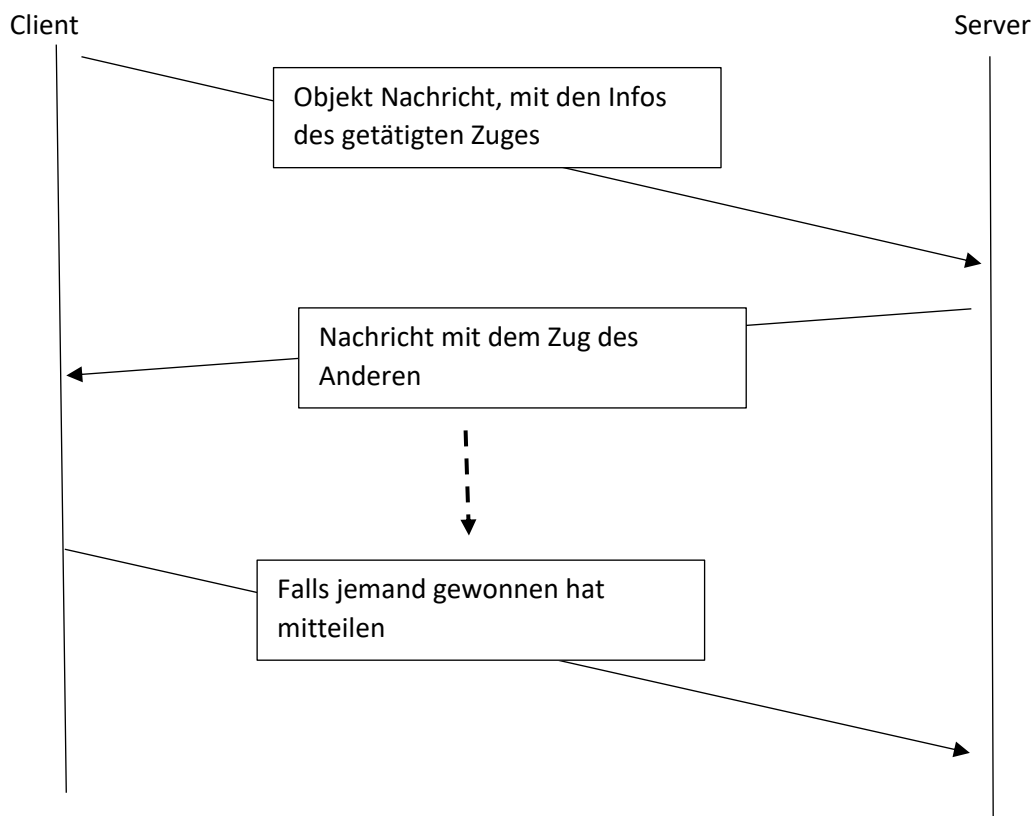 Client
Server
Objekt Nachricht, mit den Infos
des getätigten Zuges
Nachricht mit dem Zug des
Anderen
Falls jemand gewonnen hat
mitteilen